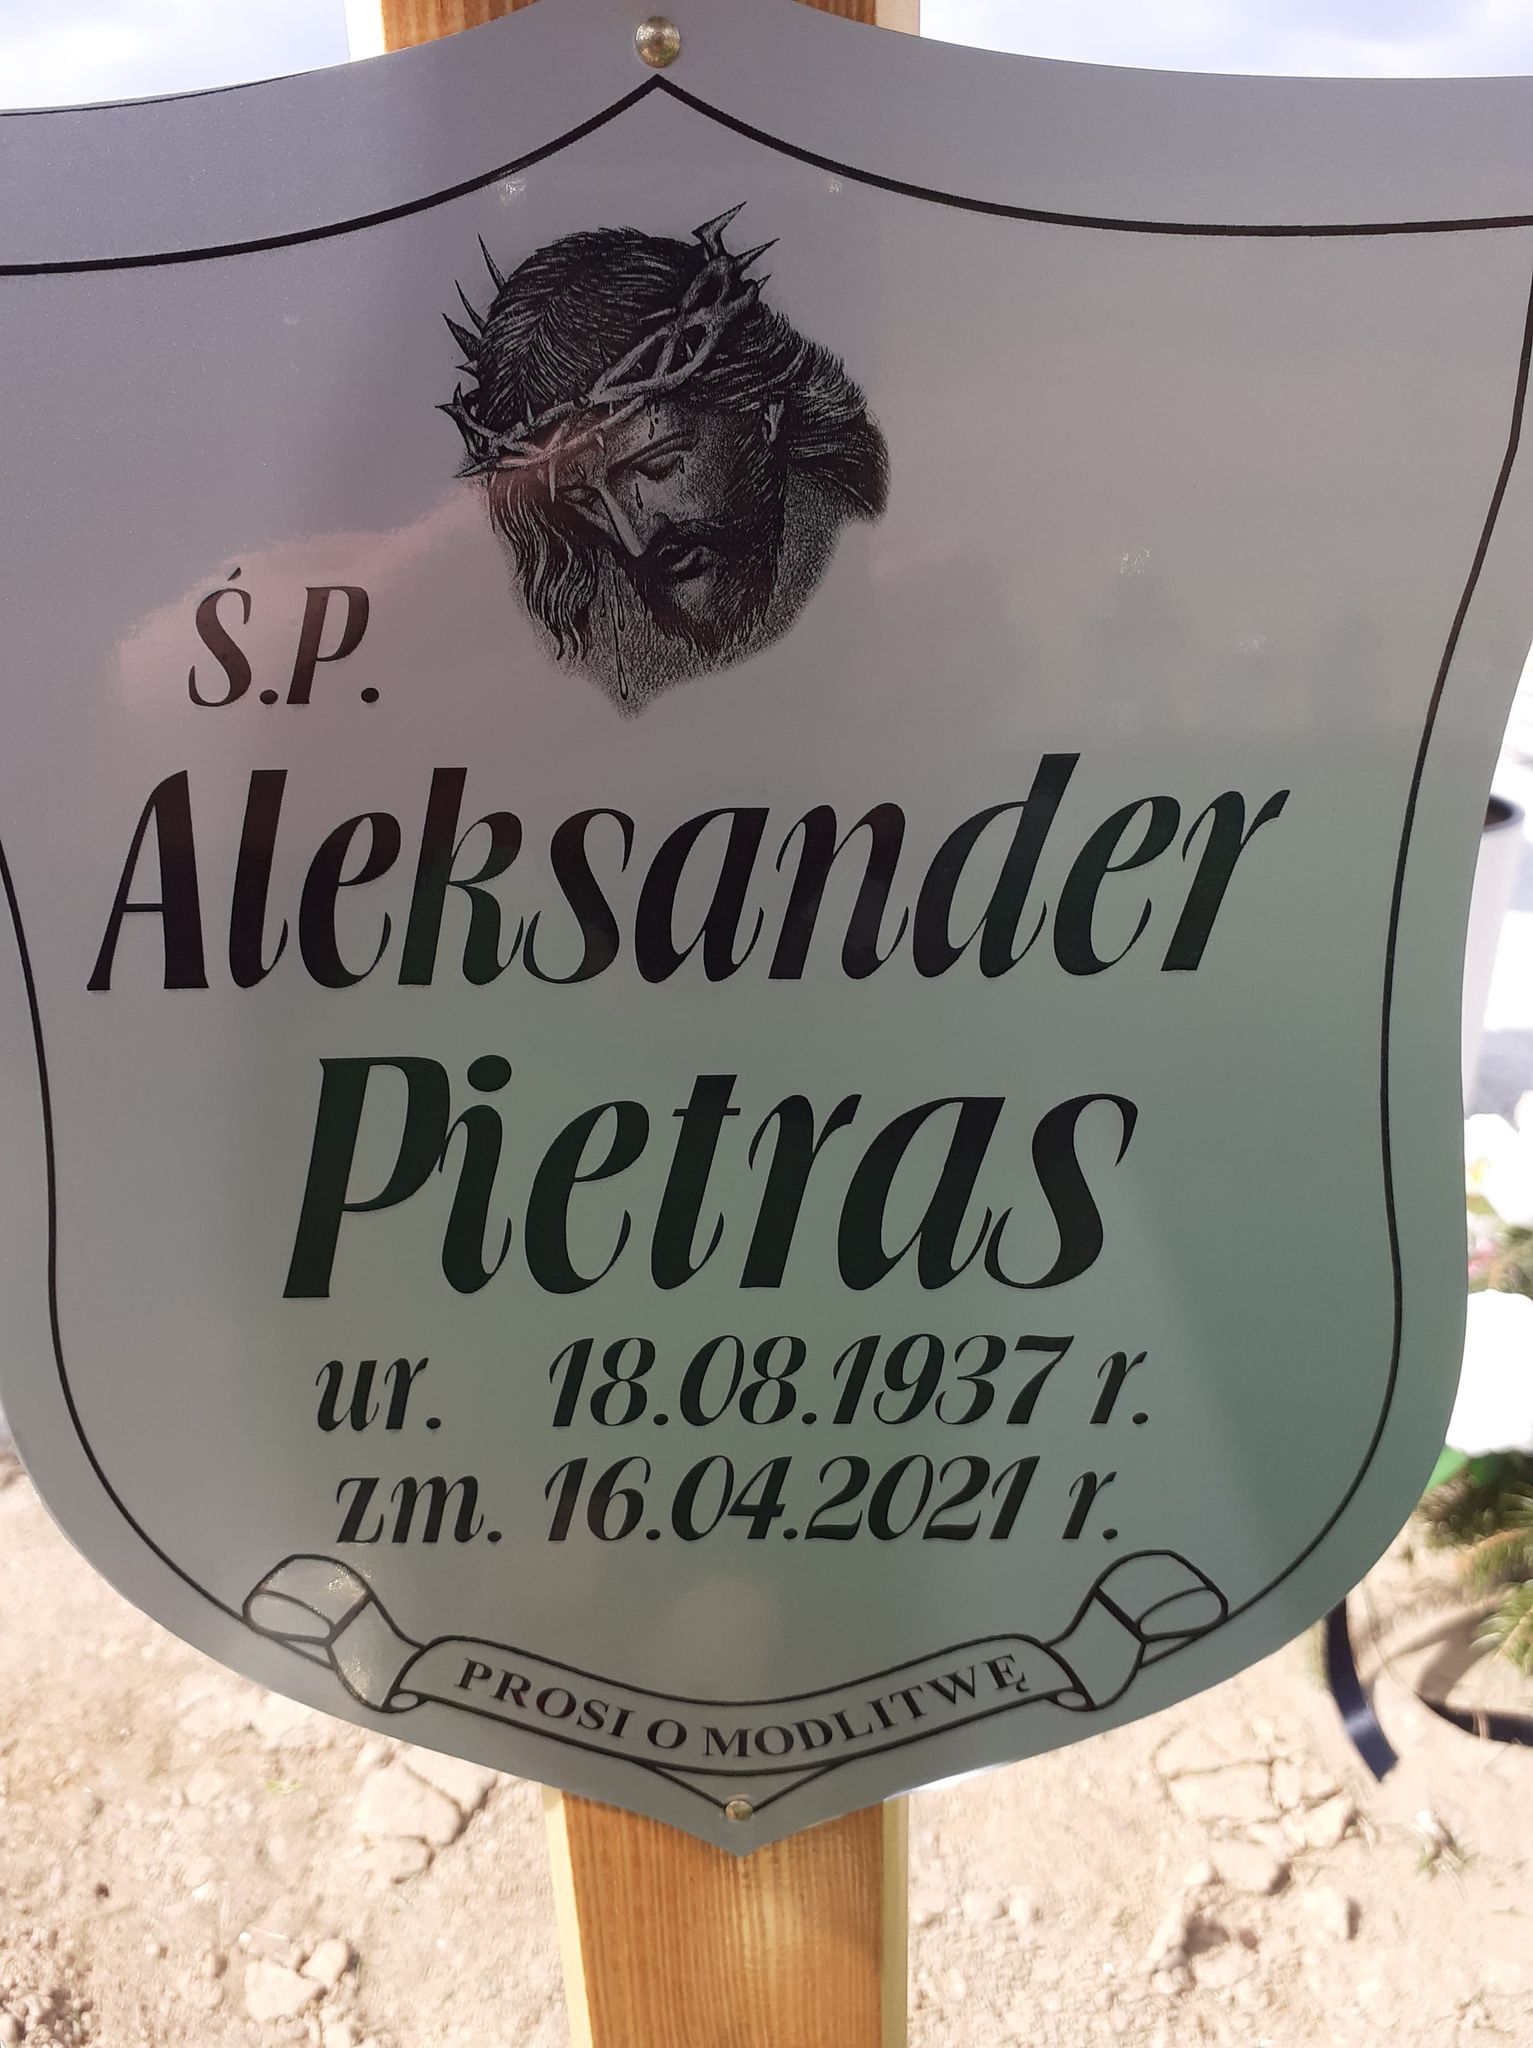 Ś.P.
Aleksander
Pietras
ur. 18.08.1937 r.
zm. 16.04.2021 r.
PROSI O MODLITWĘ